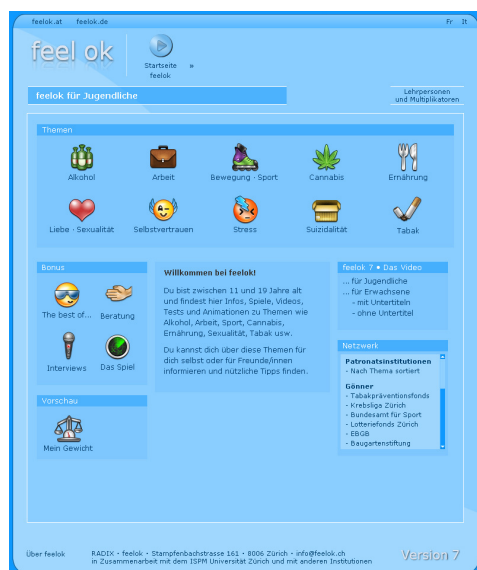 feelok.at feelok.de Fr It
feel ok
Startseite »
feelok
feelok für Jugendliche
Lehrpersonen
und Multiplikatoren
Themen
Alkohol Arbeit Bewegung - Sport Cannabis Ernährung
Liebe - Sexualität Selbstvertrauen Stress Suizidalität Tabak
Bonus
The best of... Beratung
Interviews Das Spiel
Vorschau
Mein Gewicht
Willkommen bei feelok!
Du bist zwischen 11 und 19 Jahre alt
und findest hier Infos, Spiele, Videos,
Tests und Animationen zu Themen wie
Alkohol, Arbeit, Sport, Cannabis,
Ernährung, Sexualität, Tabak usw.
Du kannst dich über diese Themen für
dich selbst oder für Freunde/innen
informieren und nützliche Tipps finden.
feelok 7 • Das Video
... für Jugendliche
... für Erwachsene
- mit Untertiteln
- ohne Untertitel
Netzwerk
Patronatsinstitutionen
- Nach Thema sortiert
Gönner
- Tabakpräventionsfonds
- Krebsliga Zürich
- Bundesamt für Sport
- Lotteriefonds Zürich
- EBGB
- Baugartenstiftung
Über feelok
RADIX • feelok • Stampfenbachstrasse 161 • 8006 Zürich • info@feelok.ch
in Zusammenarbeit mit dem ISPM Universität Zürich und mit anderen Institutionen
Version 7